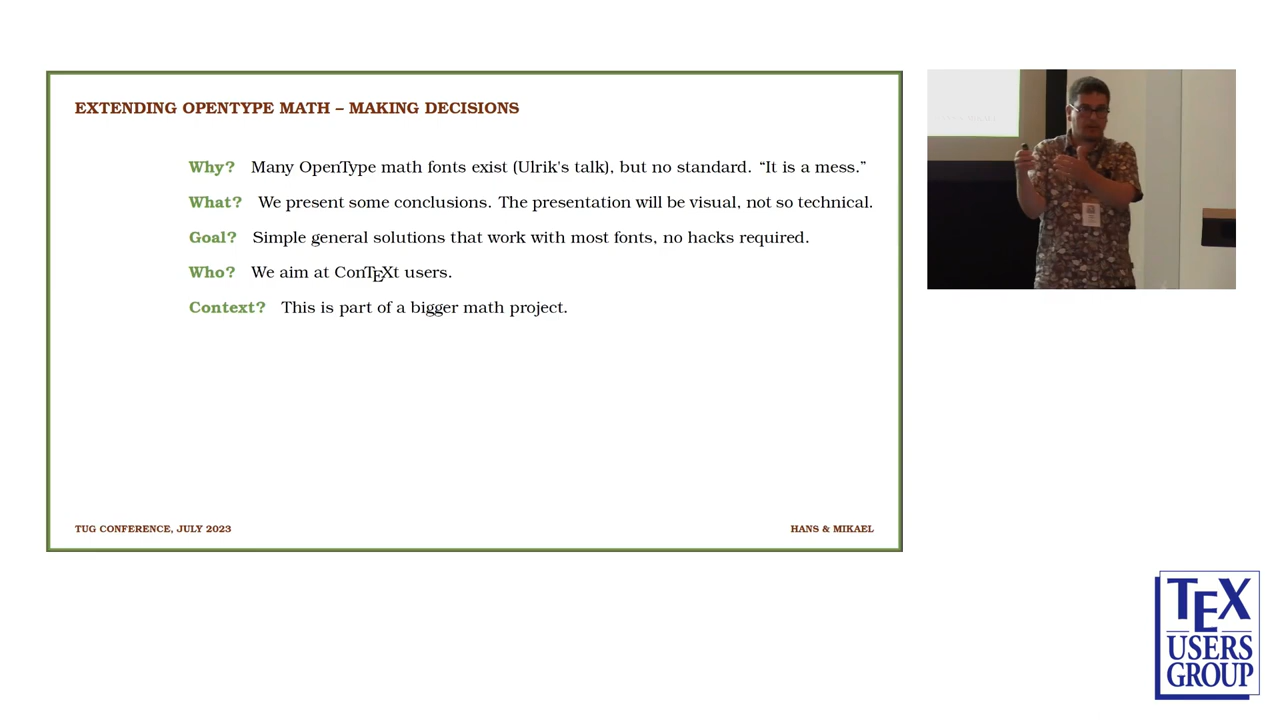 EXTENDING OPENTYPE MATH – MAKING DECISIONS
Why? Many OpenType math fonts exist (Ulrik's talk), but no standard. “It is a mess.”
What? We present some conclusions. The presentation will be visual, not so technical.
Goal? Simple general solutions that work with most fonts, no hacks required.
Who? We aim at ConTEXt users.
Context? This is part of a bigger math project.
TUG CONFERENCE, JULY 2023
HANS & MIKAEL
TEX
USERS
GROUP